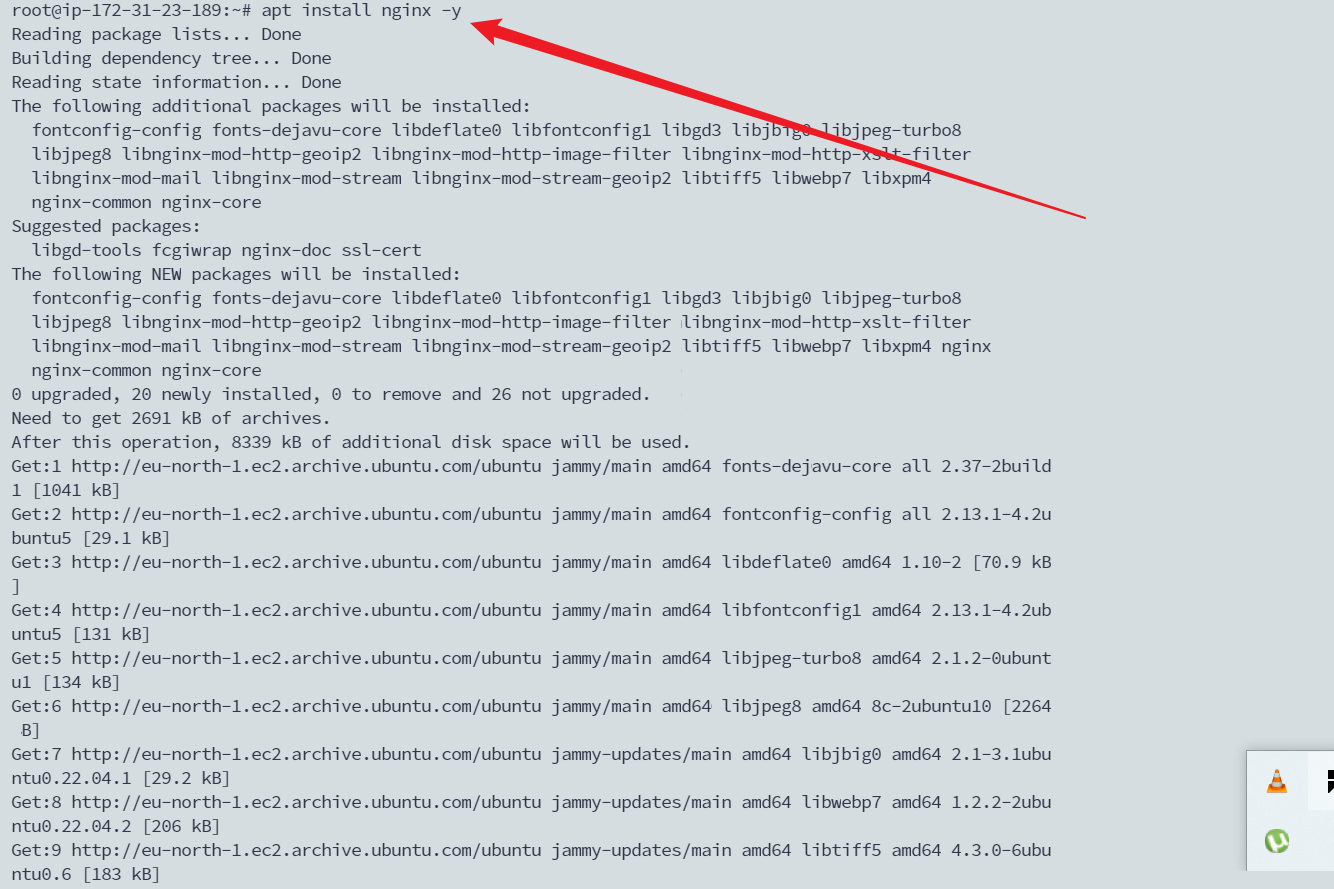 root@ip-172-31-23-189:~# apt install nginx -y
Reading package lists... Done
Building dependency tree... Done
Reading state information... Done
The following additional packages will be installed:
  fontconfig-config fonts-dejavu-core libdeflate0 libfontconfig1 libgd3 libjbig0 libjpeg-turbo8
  libjpeg8 libnginx-mod-http-geoip2 libnginx-mod-http-image-filter libnginx-mod-http-xslt-filter
  libnginx-mod-mail libnginx-mod-stream libnginx-mod-stream-geoip2 libtiff5 libwebp7 libxpm4
  nginx-common nginx-core
Suggested packages:
  libgd-tools fcgiwrap nginx-doc ssl-cert
The following NEW packages will be installed:
  fontconfig-config fonts-dejavu-core libdeflate0 libfontconfig1 libgd3 libjbig0 libjpeg-turbo8
  libjpeg8 libnginx-mod-http-geoip2 libnginx-mod-http-image-filter libnginx-mod-http-xslt-filter
  libnginx-mod-mail libnginx-mod-stream libnginx-mod-stream-geoip2 libtiff5 libwebp7 libxpm4 nginx
  nginx-common nginx-core
0 upgraded, 20 newly installed, 0 to remove and 26 not upgraded.
Need to get 2691 kB of archives.
After this operation, 8339 kB of additional disk space will be used.
Get:1 http://eu-north-1.ec2.archive.ubuntu.com/ubuntu jammy/main amd64 fonts-dejavu-core all 2.37-2build
1 [1041 kB]
Get:2 http://eu-north-1.ec2.archive.ubuntu.com/ubuntu jammy/main amd64 fontconfig-config all 2.13.1-4.2u
buntu5 [29.1 kB]
Get:3 http://eu-north-1.ec2.archive.ubuntu.com/ubuntu jammy/main amd64 libdeflate0 amd64 1.10-2 [70.9 kB
]
Get:4 http://eu-north-1.ec2.archive.ubuntu.com/ubuntu jammy/main amd64 libfontconfig1 amd64 2.13.1-4.2ub
untu5 [131 kB]
Get:5 http://eu-north-1.ec2.archive.ubuntu.com/ubuntu jammy/main amd64 libjpeg-turbo8 amd64 2.1.2-0ubunt
u1 [134 kB]
Get:6 http://eu-north-1.ec2.archive.ubuntu.com/ubuntu jammy/main amd64 libjpeg8 amd64 8c-2ubuntu10 [2264
 B]
Get:7 http://eu-north-1.ec2.archive.ubuntu.com/ubuntu jammy-updates/main amd64 libjbig0 amd64 2.1-3.1ubu
ntu0.22.04.1 [29.2 kB]
Get:8 http://eu-north-1.ec2.archive.ubuntu.com/ubuntu jammy-updates/main amd64 libwebp7 amd64 1.2.2-2ubu
ntu0.22.04.2 [206 kB]
Get:9 http://eu-north-1.ec2.archive.ubuntu.com/ubuntu jammy-updates/main amd64 libtiff5 amd64 4.3.0-6ubu
ntu0.6 [183 kB]